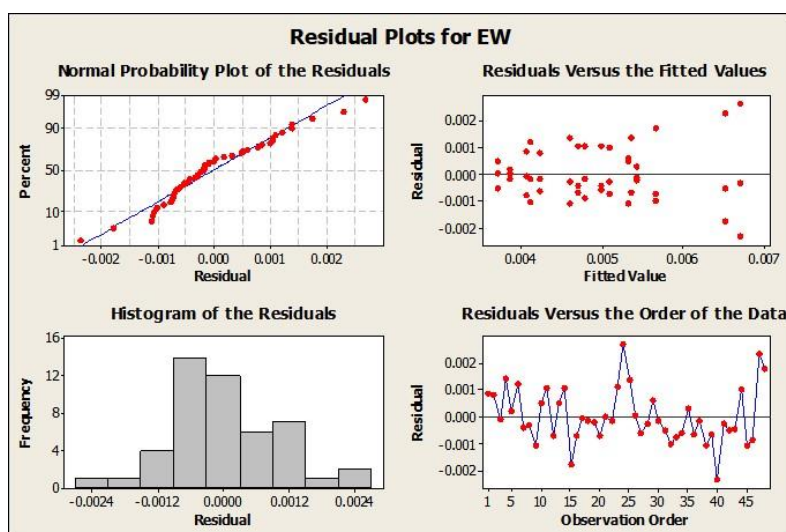 Residual Plots for EW
Normal Probability Plot of the Residuals
99
90
50
10
1
Percent
-0.002 -0.001 0.000 0.001 0.002
Residual
Residuals Versus the Fitted Values
0.002
0.001
0.000
-0.001
-0.002
Residual
0.004 0.005 0.006 0.007
Fitted Value
Histogram of the Residuals
16
12
8
4
0
Frequency
-0.0024 -0.0012 0.0000 0.0012 0.0024
Residual
Residuals Versus the Order of the Data
0.002
0.001
0.000
-0.001
-0.002
Residual
1 5 10 15 20 25 30 35 40 45
Observation Order